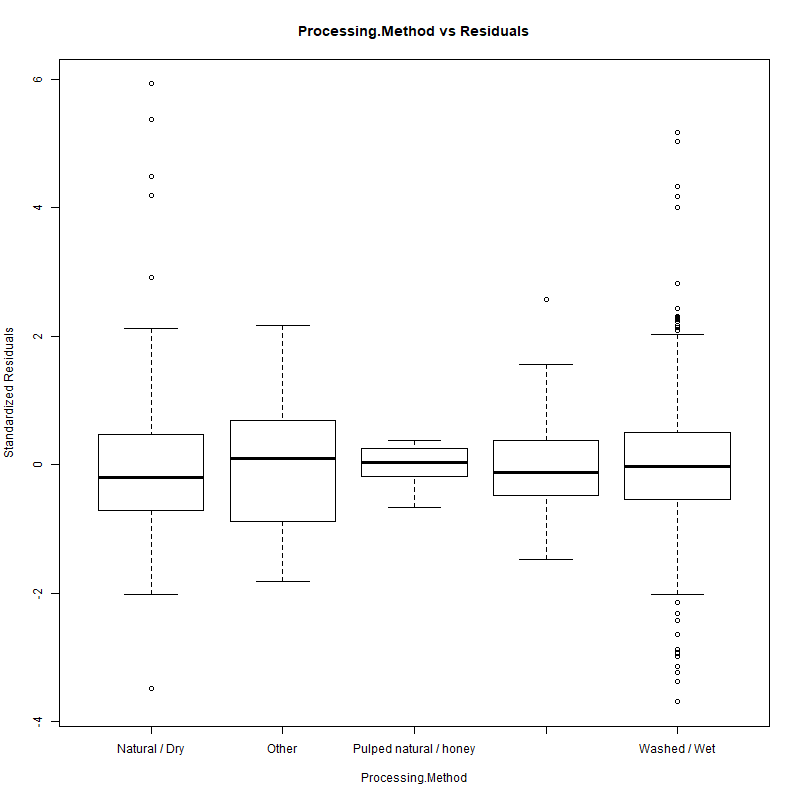 Processing.Method vs Residuals
6
4
2
0
-2
-4
Standardized Residuals
Natural / Dry Other Pulped natural / honey Washed / Wet
Processing.Method